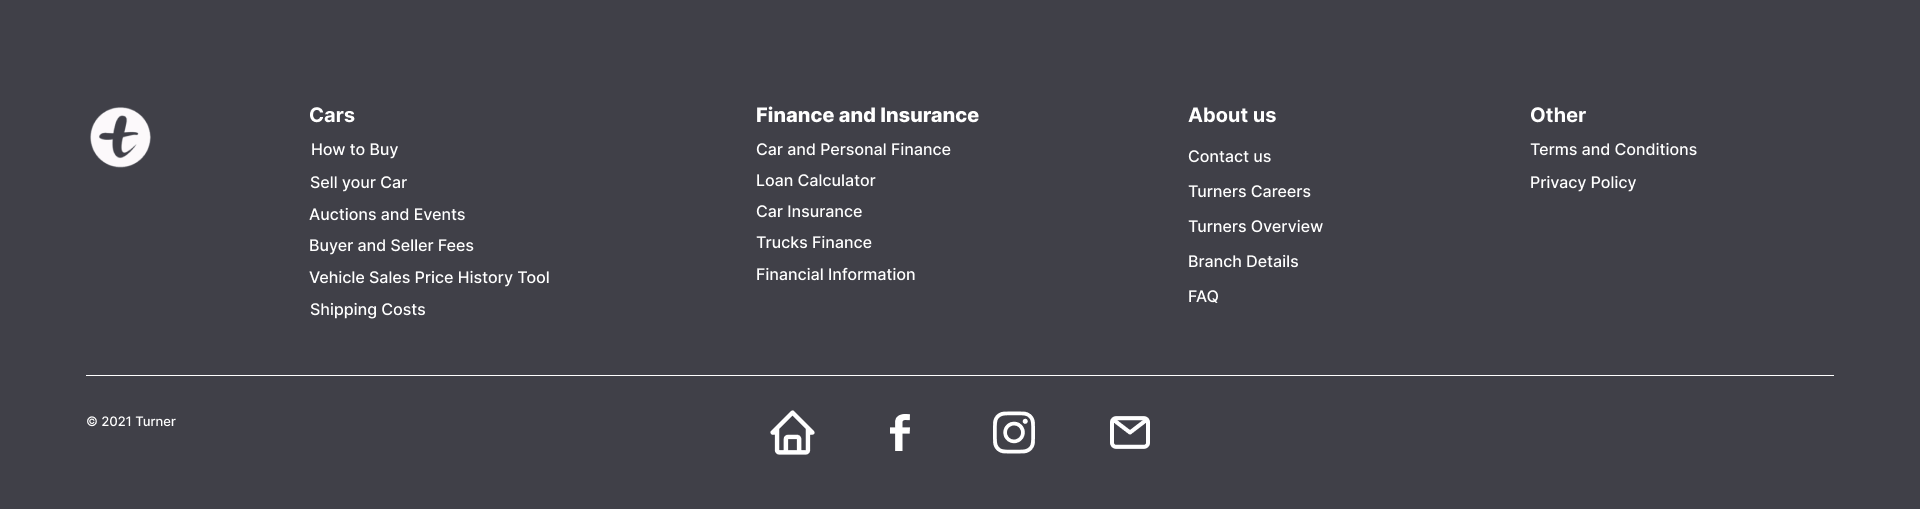 t
Cars
How to Buy
Sell your Car
Auctions and Events
Buyer and Seller Fees
Vehicle Sales Price History Tool
Shipping Costs
Finance and Insurance
Car and Personal Finance
Loan Calculator
Car Insurance
Trucks Finance
Financial Information
About us
Contact us
Turners Careers
Turners Overview
Branch Details
FAQ
Other
Terms and Conditions
Privacy Policy
© 2021 Turner
f